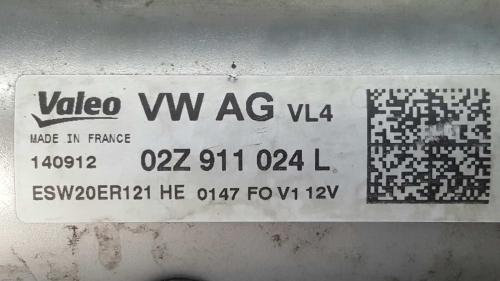 Valeo VW AG VL4
MADE IN FRANCE
140912 02Z 911 024 L
ESW20ER121 HE 0147 FO V1 12V